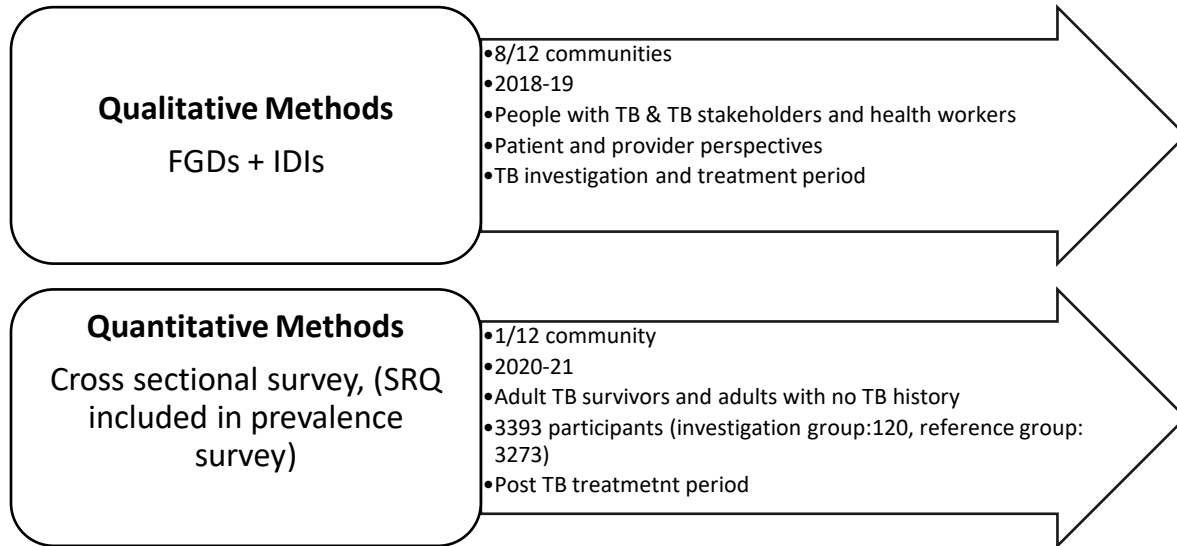 Qualitative Methods
FGDs + IDIs
•8/12 communities
•2018-19
•People with TB & TB stakeholders and health workers
•Patient and provider perspectives
•TB investigation and treatment period
Quantitative Methods
Cross sectional survey, (SRQ
included in prevalence
survey)
•1/12 community
•2020-21
•Adult TB survivors and adults with no TB history
•3393 participants (investigation group:120, reference group:
3273)
•Post TB treatmetnt period